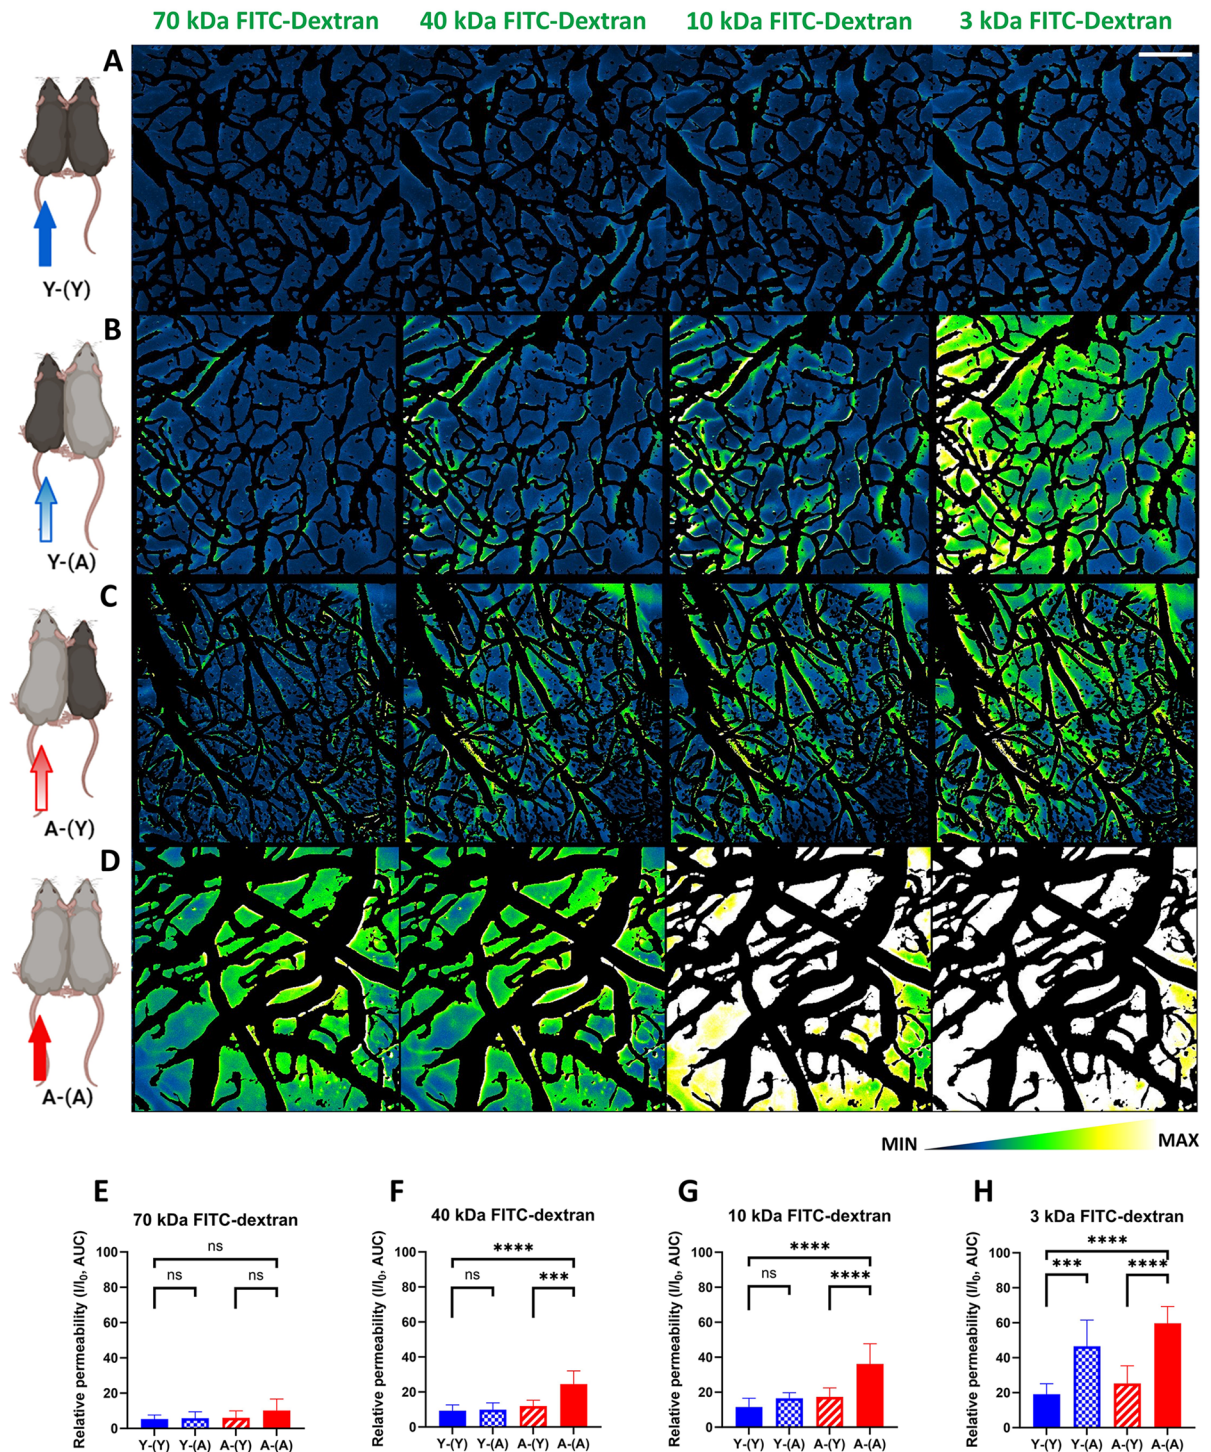 70 kDa FITC-Dextran 40 kDa FITC-Dextran 10 kDa FITC-Dextran 3 kDa FITC-Dextran
A
Y-(Y)
B
Y-(A)
C
A-(Y)
D
A-(A)
MIN MAX
E
70 kDa FITC-dextran
Relative permeability (I/I₀, AUC)
100
80
60
40
20
0
ns
ns
ns
Y-(Y) Y-(A) A-(Y) A-(A)
F
40 kDa FITC-dextran
Relative permeability (I/I₀, AUC)
100
80
60
40
20
0
****
ns
***
Y-(Y) Y-(A) A-(Y) A-(A)
G
10 kDa FITC-dextran
Relative permeability (I/I₀, AUC)
100
80
60
40
20
0
****
ns
****
Y-(Y) Y-(A) A-(Y) A-(A)
H
3 kDa FITC-dextran
Relative permeability (I/I₀, AUC)
100
80
60
40
20
0
****
***
****
Y-(Y) Y-(A) A-(Y) A-(A)